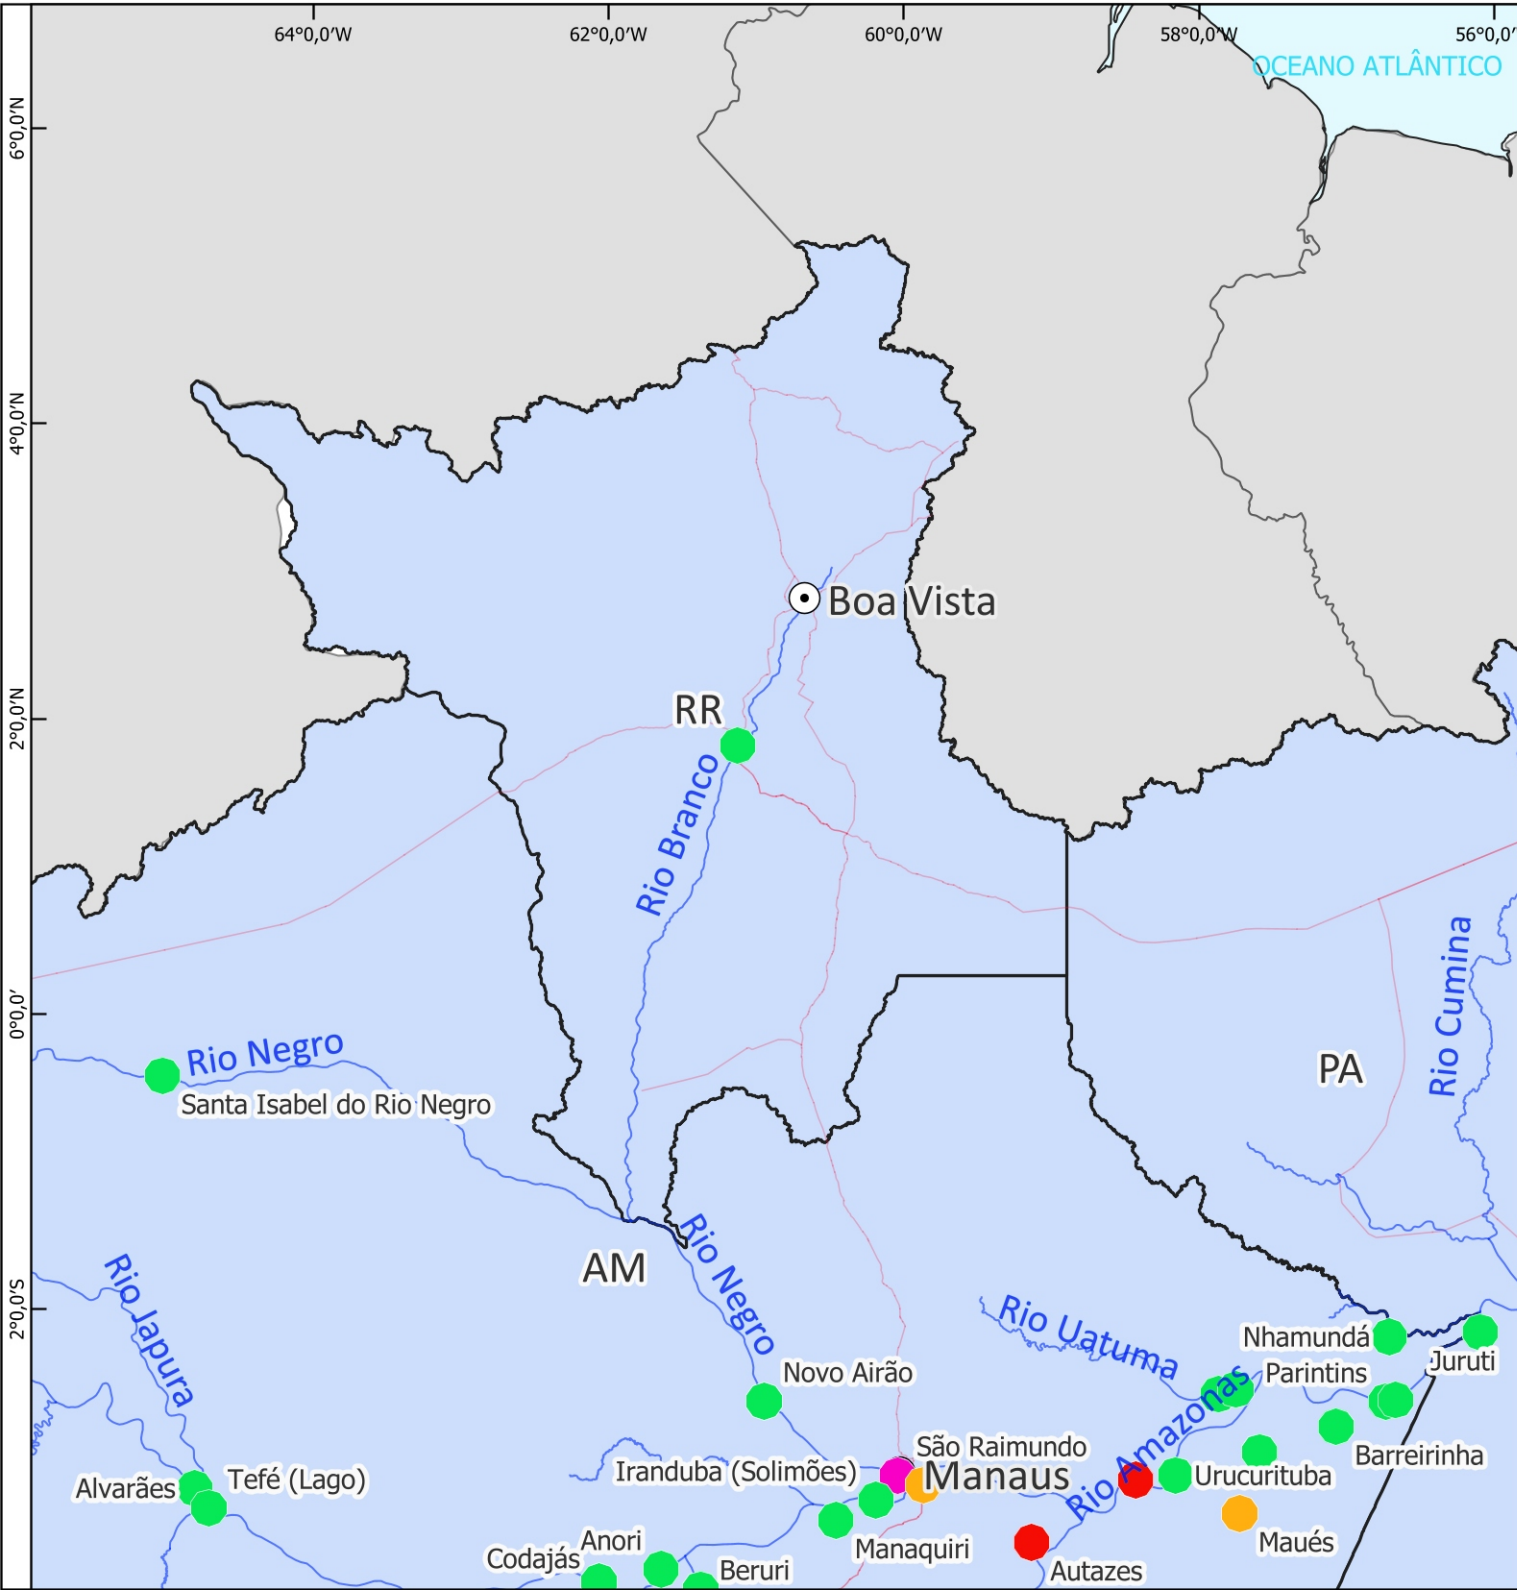 64°0,0'W
62°0,0'W
60°0,0'W
58°0,0'W
56°0,0'
OCEANO ATLÂNTICO
6°0,0'N
4°0,0'N
Boa Vista
2°0,0'N
RR
Rio Branco
Rio Cumina
0°0,0'
Rio Negro
PA
Santa Isabel do Rio Negro
Rio Negro
AM
Rio Japura
2°0,0'S
Rio Uatuma
Nhamundá
Juruti
Parintins
Novo Airão
Rio Amazonas
São Raimundo
Barreirinha
Iranduba (Solimões)
Manaus
Urucurituba
Alvarães
Tefé (Lago)
Maués
Anori
Manaquiri
Codajás
Beruri
Autazes